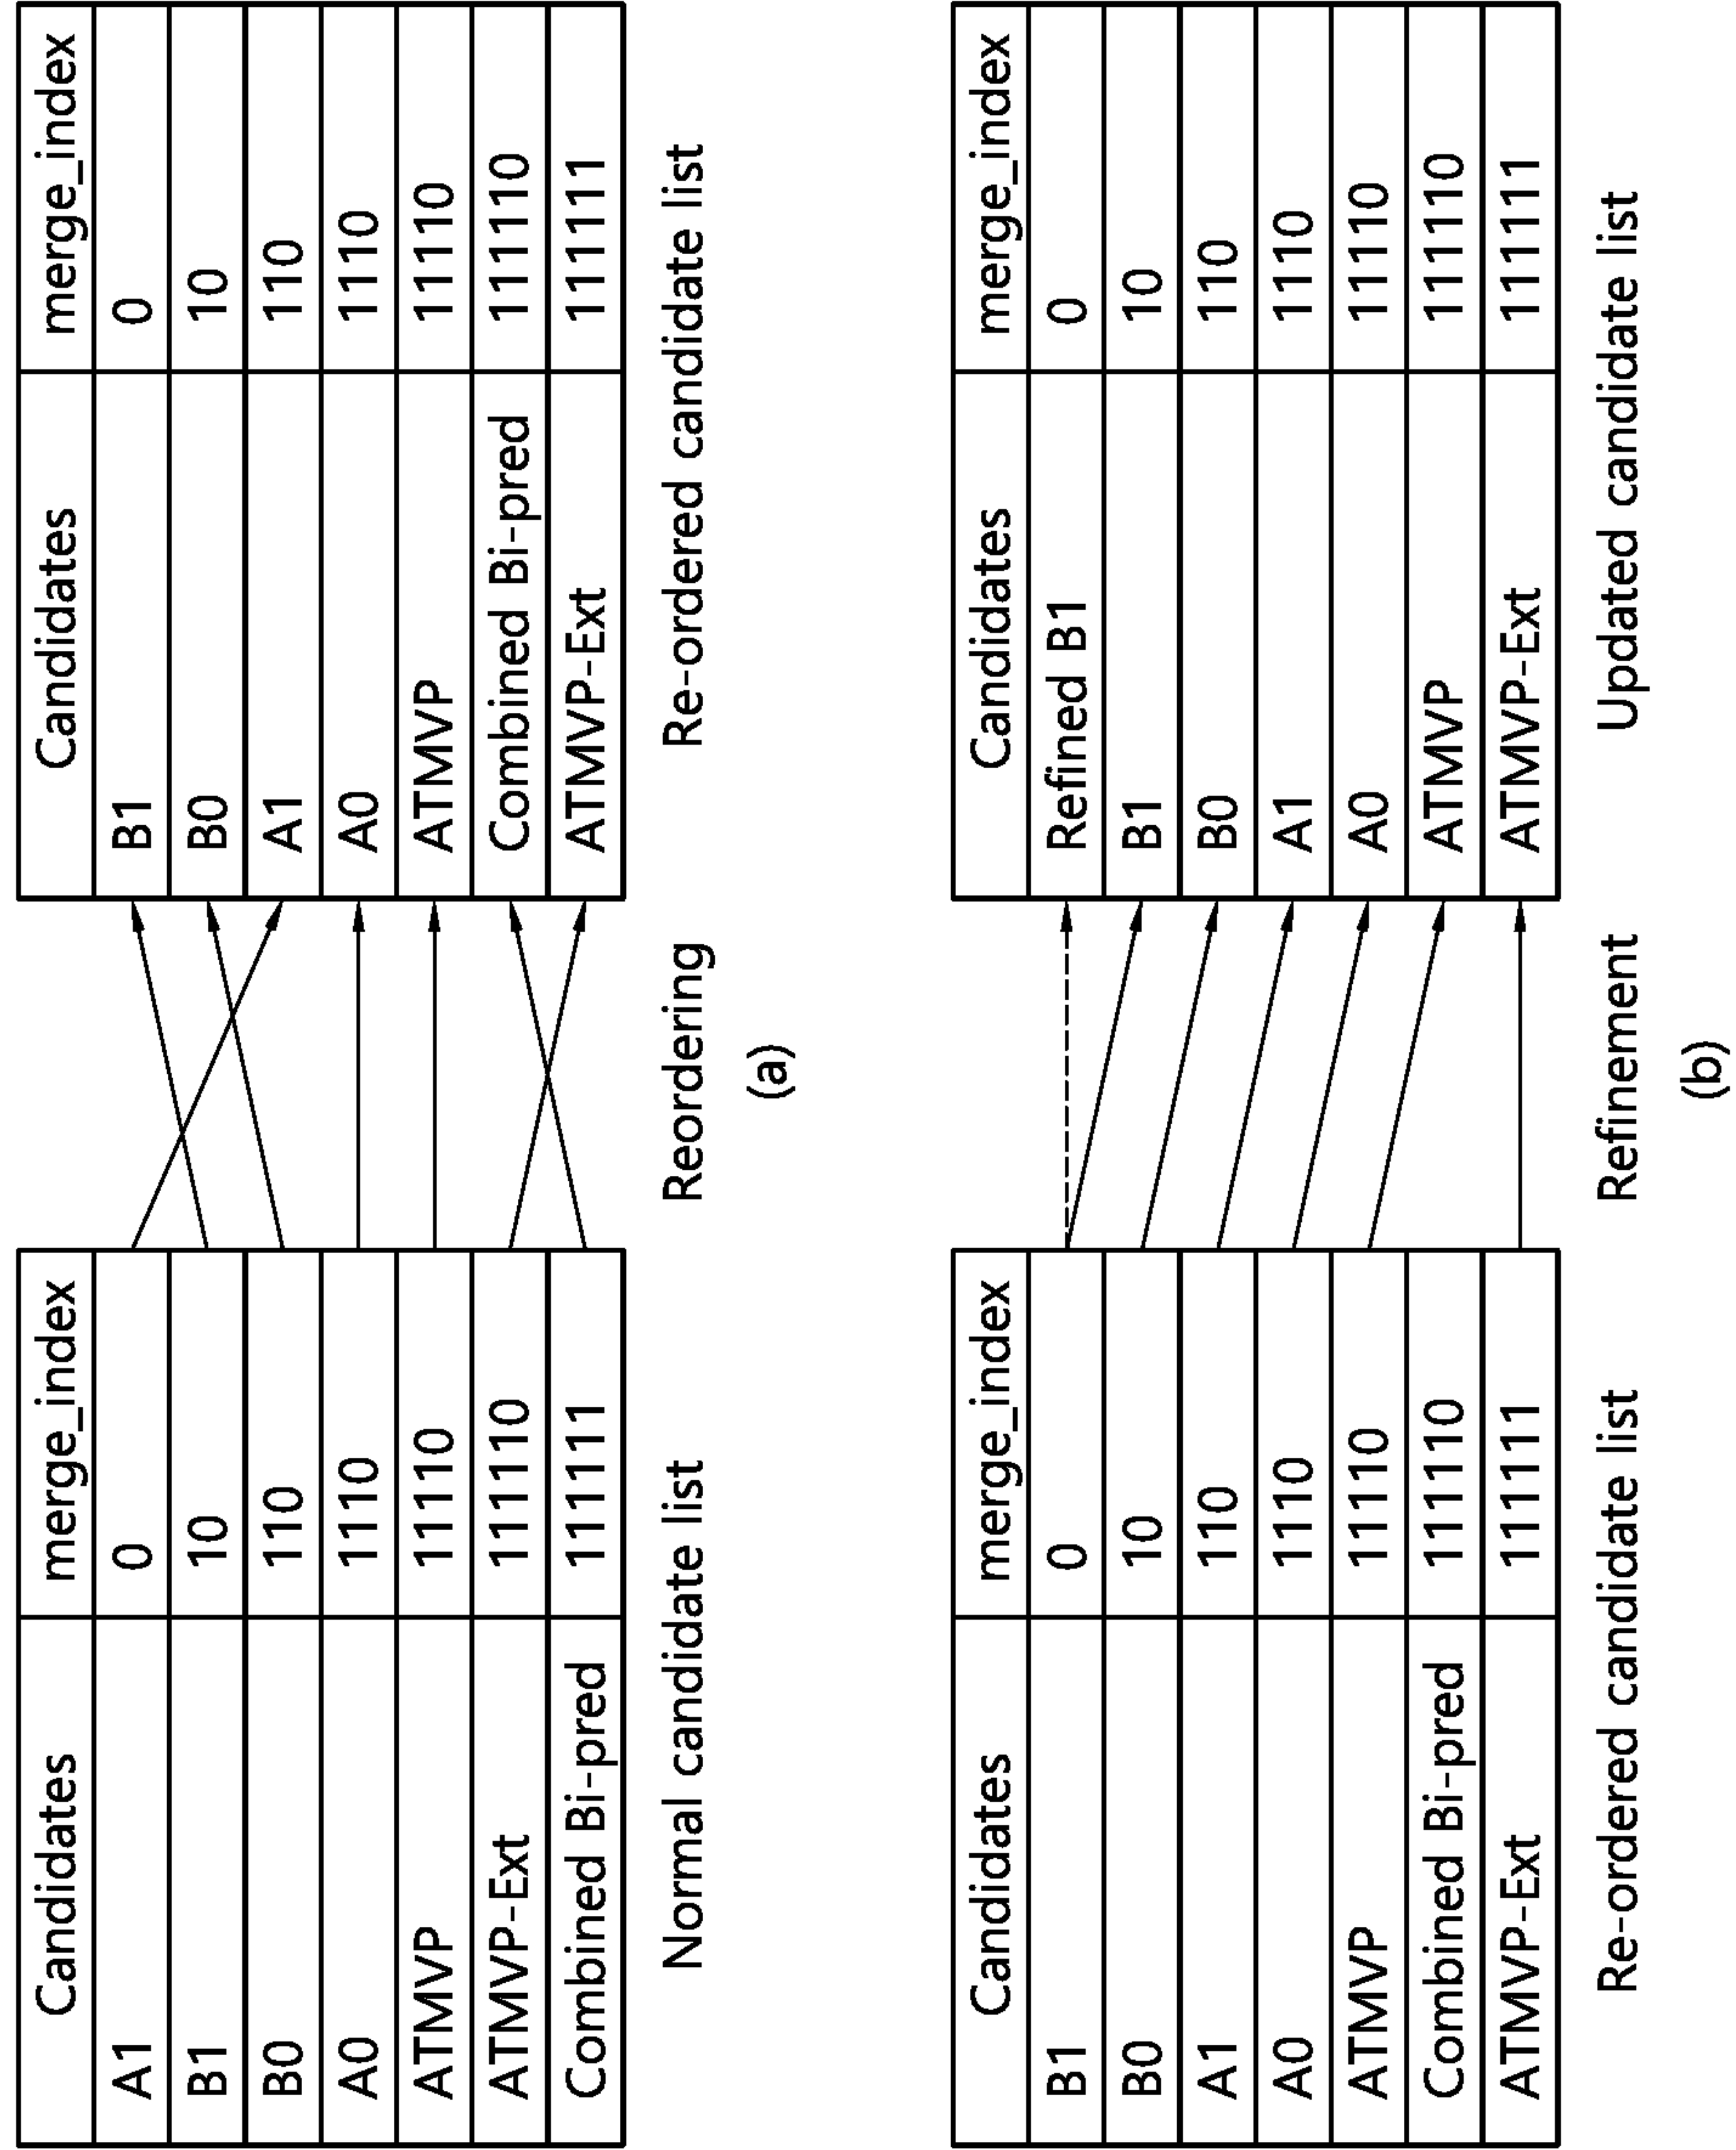 Candidates merge_index
A1 0
B1 10
B0 110
A0 1110
ATMVP 11110
ATMVP-Ext 111110
Combined Bi-pred 111111
Normal candidate list
Reordering
Candidates merge_index
B1 0
B0 10
A1 110
A0 1110
ATMVP 11110
Combined Bi-pred 111110
ATMVP-Ext 111111
Re-ordered candidate list
(a)
Candidates merge_index
B1 0
B0 10
A1 110
A0 1110
ATMVP 11110
Combined Bi-pred 111110
ATMVP-Ext 111111
Re-ordered candidate list
Refinement
Candidates merge_index
Refined B1 0
B1 10
B0 110
A1 1110
A0 11110
ATMVP 111110
ATMVP-Ext 111111
Updated candidate list
(b)